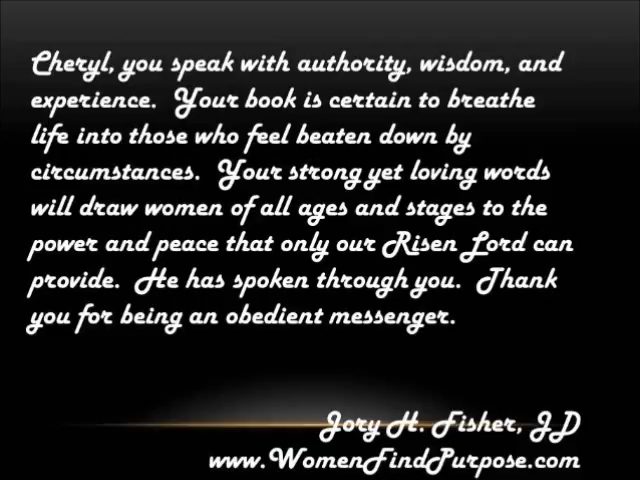 Cheryl, you speak with authority, wisdom, and
experience. Your book is certain to breathe
life into those who feel beaten down by
circumstances. Your strong yet loving words
will draw women of all ages and stages to the
power and peace that only our Risen Lord can
provide. He has spoken through you. Thank
you for being an obedient messenger.
Jory H. Fisher, JD
www.WomenFindPurpose.com